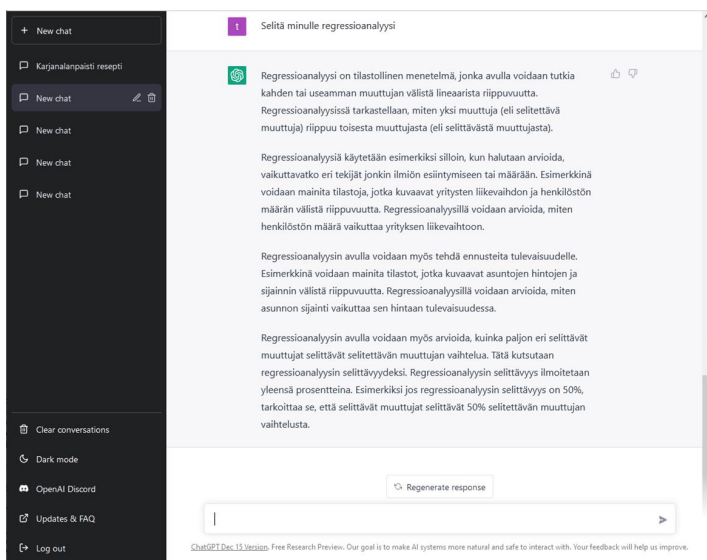 + New chat
Karjanalanpaisti resepti
New chat
New chat
New chat
New chat
Clear conversations
Dark mode
OpenAI Discord
Updates & FAQ
Log out
t
Selitä minulle regressioanalyysi
Regressioanalyysi on tilastollinen menetelmä, jonka avulla voidaan tutkia
kahden tai useamman muuttujan välistä lineaarista riippuvuutta.
Regressioanalyysissä tarkastellaan, miten yksi muuttuja (eli selitettävä
muuttuja) riippuu toisesta muuttujasta (eli selittävästä muuttujasta).
Regressioanalyysiä käytetään esimerkiksi silloin, kun halutaan arvioida,
vaikuttavatko eri tekijät jonkin ilmiön esiintymiseen tai määrään. Esimerkkinä
voidaan mainita tilastoja, jotka kuvaavat yritysten liikevaihdon ja henkilöstön
määrän välistä riippuvuutta. Regressioanalyysillä voidaan arvioida, miten
henkilöstön määrä vaikuttaa yrityksen liikevaihtoon.
Regressioanalyysin avulla voidaan myös tehdä ennusteita tulevaisuudelle.
Esimerkkinä voidaan mainita tilastot, jotka kuvaavat asuntojen hintojen ja
sijainnin välistä riippuvuutta. Regressioanalyysillä voidaan arvioida, miten
asunnon sijainti vaikuttaa sen hintaan tulevaisuudessa.
Regressioanalyysin avulla voidaan myös arvioida, kuinka paljon eri selittävät
muuttujat selittävät selitettävän muuttujan vaihtelua. Tätä kutsutaan
regressioanalyysin selittävyydeksi. Regressioanalyysin selittävyys ilmoitetaan
yleensä prosentteina. Esimerkiksi jos regressioanalyysin selittävyys on 50%,
tarkoittaa se, että selittävät muuttujat selittävät 50% selitettävän muuttujan
vaihtelusta.
Regenerate response
ChatGPT Dec 15 Version. Free Research Preview. Our goal is to make AI systems more natural and safe to interact with. Your feedback will help us improve.